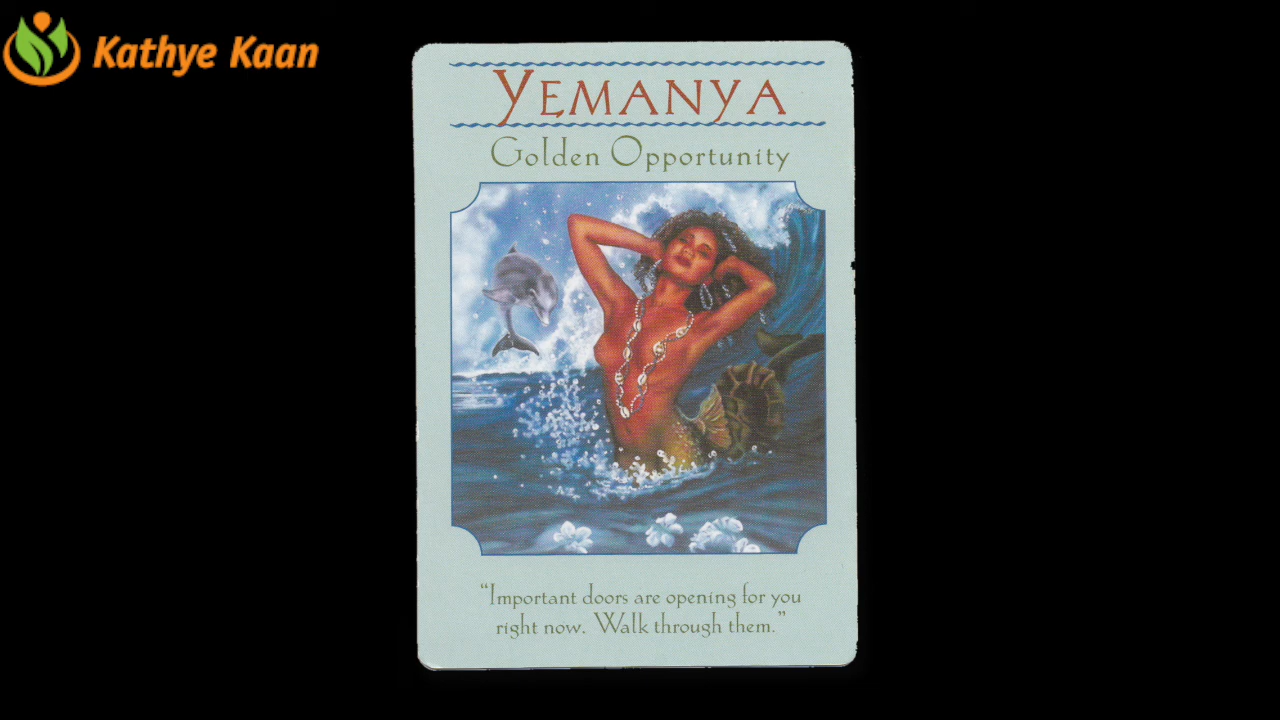 Kathye Kaan
YEMANYA
Golden Opportunity
“Important doors are opening for you
right now. Walk through them.”